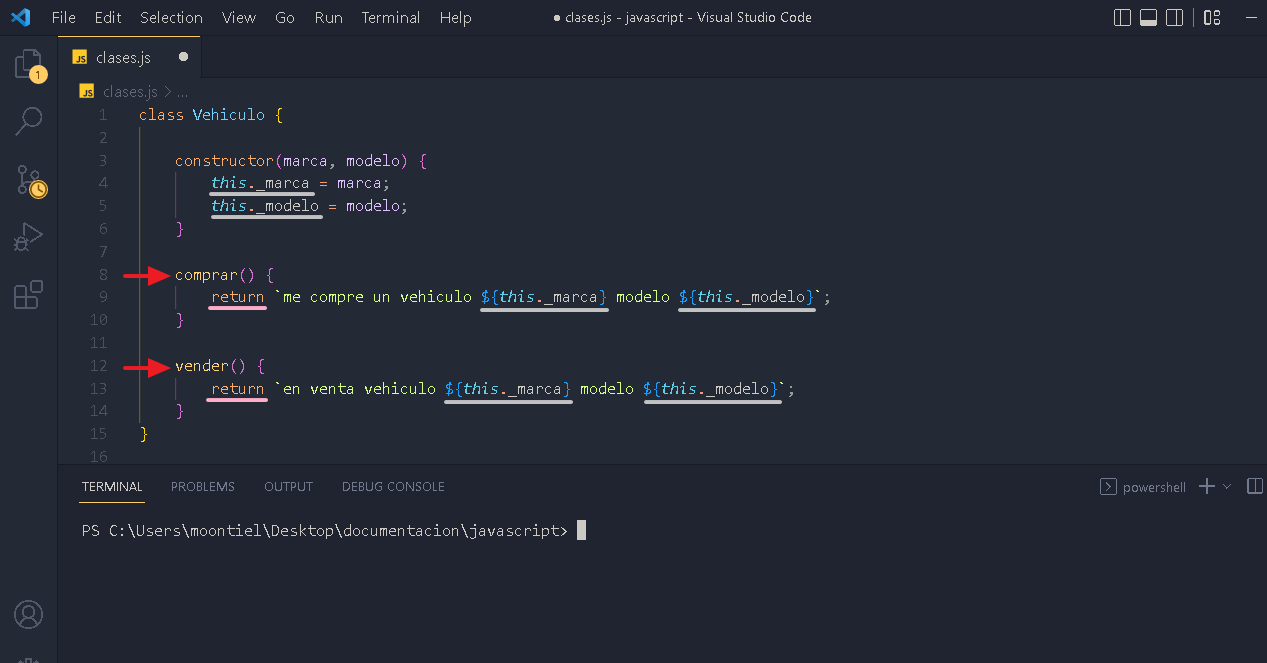 File Edit Selection View Go Run Terminal Help ● clases.js - javascript - Visual Studio Code
JS clases.js ●
1
JS clases.js > ...
1 class Vehiculo {
2
3 constructor(marca, modelo) {
4 this._marca = marca;
5 this._modelo = modelo;
6 }
7
8 comprar() {
9 return `me compre un vehiculo ${this._marca} modelo ${this._modelo}`;
10 }
11
12 vender() {
13 return `en venta vehiculo ${this._marca} modelo ${this._modelo}`;
14 }
15 }
16
TERMINAL PROBLEMS OUTPUT DEBUG CONSOLE powershell
PS C:\Users\moontiel\Desktop\documentacion\javascript>